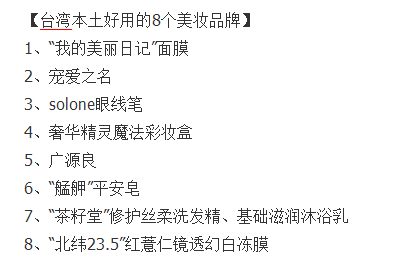 【台湾本土好用的8个美妆品牌】
1、“我的美丽日记”面膜
2、宠爱之名
3、solone眼线笔
4、奢华精灵魔法彩妆盒
5、广源良
6、“艋舺”平安皂
7、“茶籽堂”修护丝柔洗发精、基础滋润沐浴乳
8、“北纬23.5”红薏仁镜透幻白冻膜